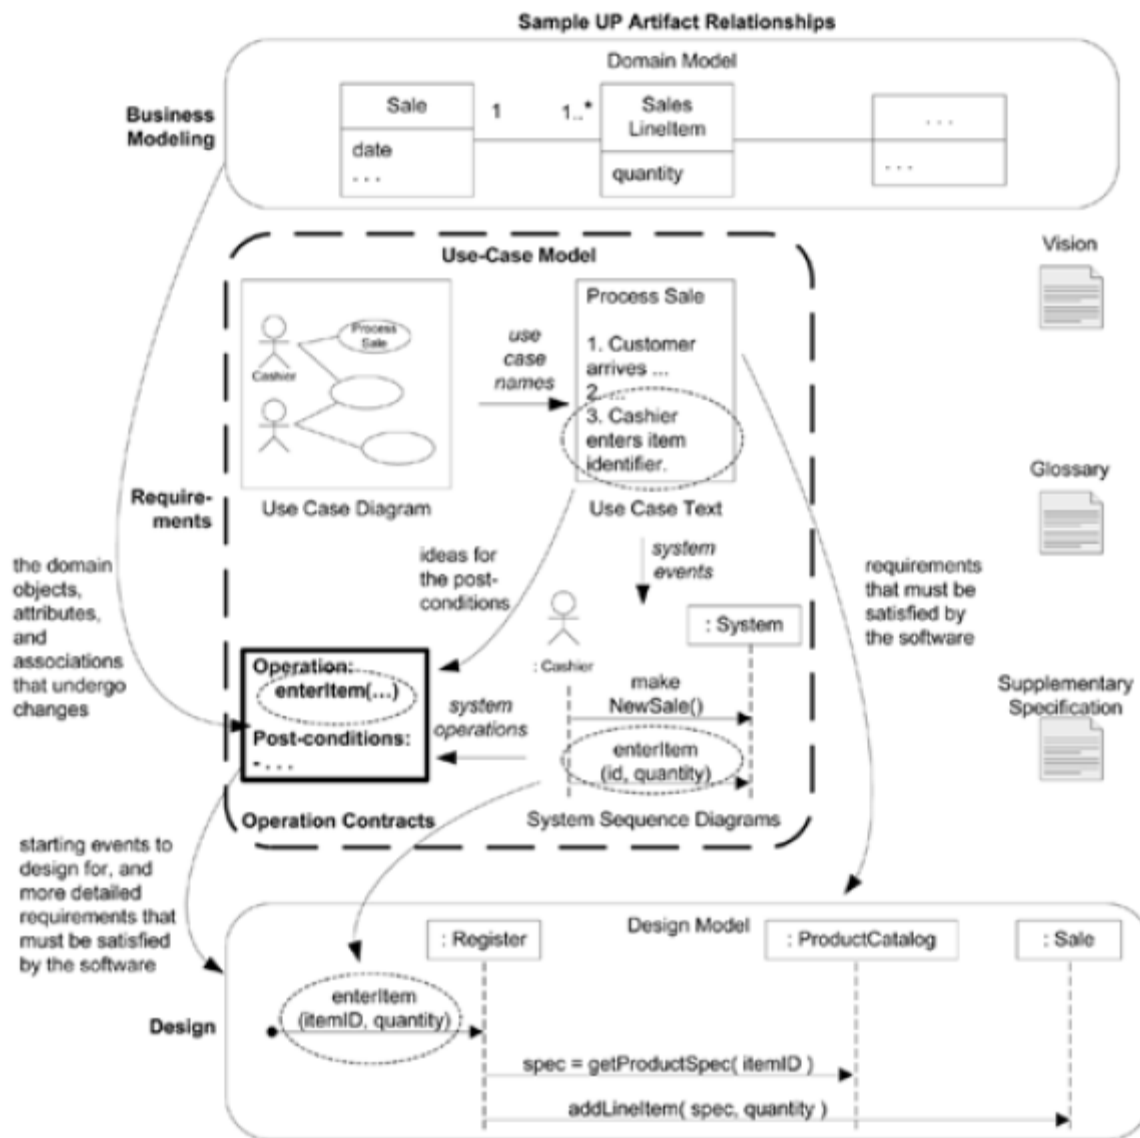 Sample UP Artifact Relationships
Domain Model
Business
Modeling
Sale
1
1..*
Sales
LineItem
. . .
date
. . .
quantity
. . .
Use-Case Model
Vision
Process Sale
Process
Sale
Cashier
use
case
names
1. Customer
arrives ...
2. ...
3. Cashier
enters item
identifier.
Glossary
Require-
ments
Use Case Diagram
Use Case Text
the domain
objects,
attributes,
and
associations
that undergo
changes
ideas for
the post-
conditions
system
events
requirements
that must be
satisfied by
the software
: System
: Cashier
Operation:
enterItem(...)
Post-conditions:
- . . .
system
operations
make
NewSale()
enterItem
(id, quantity)
Supplementary
Specification
Operation Contracts
System Sequence Diagrams
starting events to
design for, and
more detailed
requirements that
must be satisfied
by the software
Design Model
: Register
: ProductCatalog
: Sale
Design
enterItem
(itemID, quantity)
spec = getProductSpec( itemID )
addLineItem( spec, quantity )